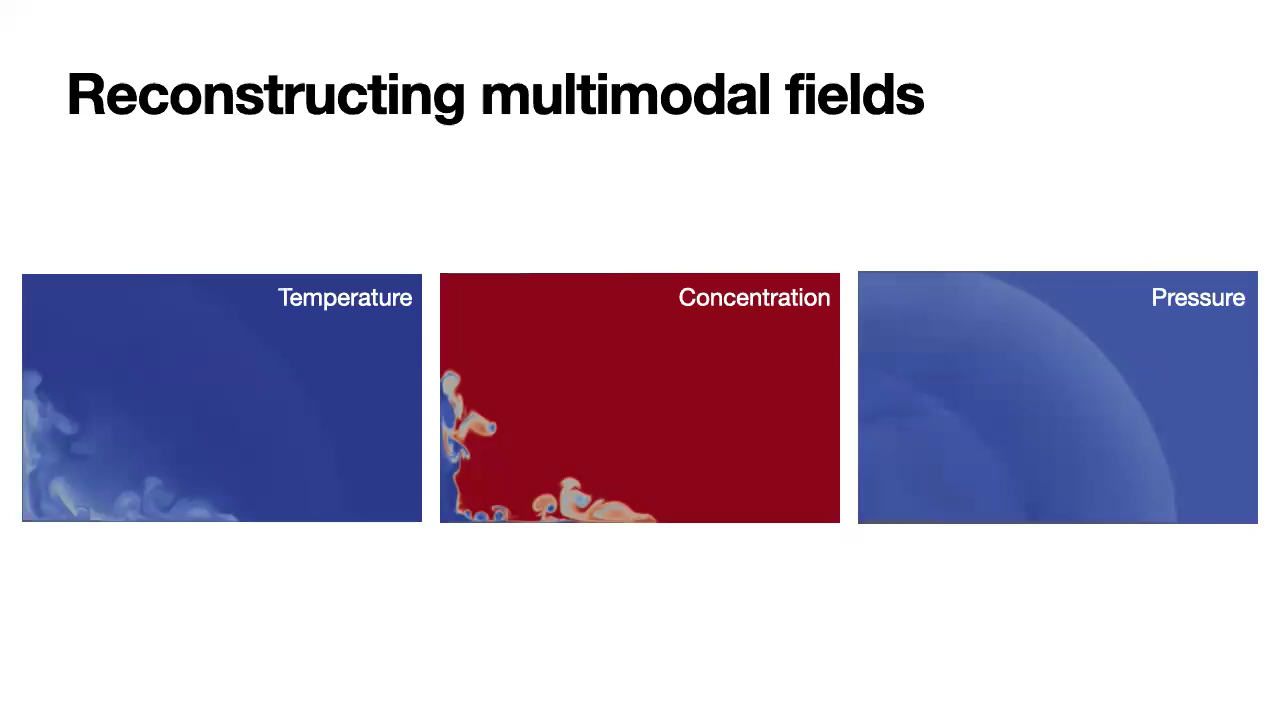 Reconstructing multimodal fields
Temperature
Concentration
Pressure